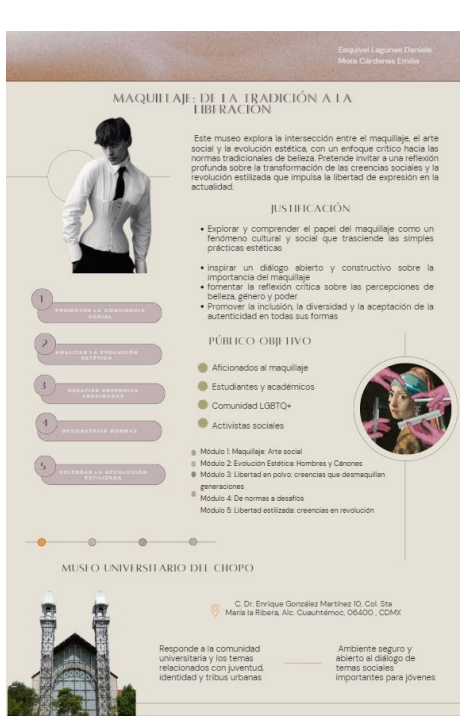 Esquivel Lagunas Daniela
Mora Cárdenas Emilia
MAQUILLAJE: DE LA TRADICIÓN A LA
LIBERACIÓN
Este museo explora la intersección entre el maquillaje, el arte
social y la evolución estética, con un enfoque crítico hacia las
normas tradicionales de belleza. Pretende invitar a una reflexión
profunda sobre la transformación de las creencias sociales y la
revolución estilizada que impulsa la libertad de expresión en la
actualidad.
JUSTIFICACIÓN
• Explorar y comprender el papel del maquillaje como un
fenómeno cultural y social que trasciende las simples
prácticas estéticas
• inspirar un diálogo abierto y constructivo sobre la
importancia del maquillaje
• fomentar la reflexión crítica sobre las percepciones de
belleza, género y poder
• Promover la inclusión, la diversidad y la aceptación de la
autenticidad en todas sus formas
1
PROMOVER LA CONCIENCIA
SOCIAL
2
ANALIZAR LA EVOLUCIÓN
ESTÉTICA
3
DESAFIAR CREENCIAS
ARRAIGADAS
4
DECONSTRUIR NORMAS
5
CELEBRAR LA REVOLUCIÓN
ESTILIZADA
PÚBLICO OBJETIVO
Aficionados al maquillaje
Estudiantes y académicos
Comunidad LGBTQ+
Activistas sociales
Módulo 1: Maquillaje: Arte social
Módulo 2: Evolución Estética: Hombres y Cánones
Módulo 3: Libertad en polvo: creencias que desmaquillan
generaciones
Módulo 4: De normas a desafíos
Módulo 5: Libertad estilizada: creencias en revolución
MUSEO UNIVERSITARIO DEL CHOPO
C. Dr. Enrique González Martínez 10, Col. Sta
María la Ribera, Alc. Cuauhtémoc, 06400 , CDMX
Responde a la comunidad
universitaria y los temas
relacionados con juventud,
identidad y tribus urbanas
Ambiente seguro y
abierto al diálogo de
temas sociales
importantes para jóvenes